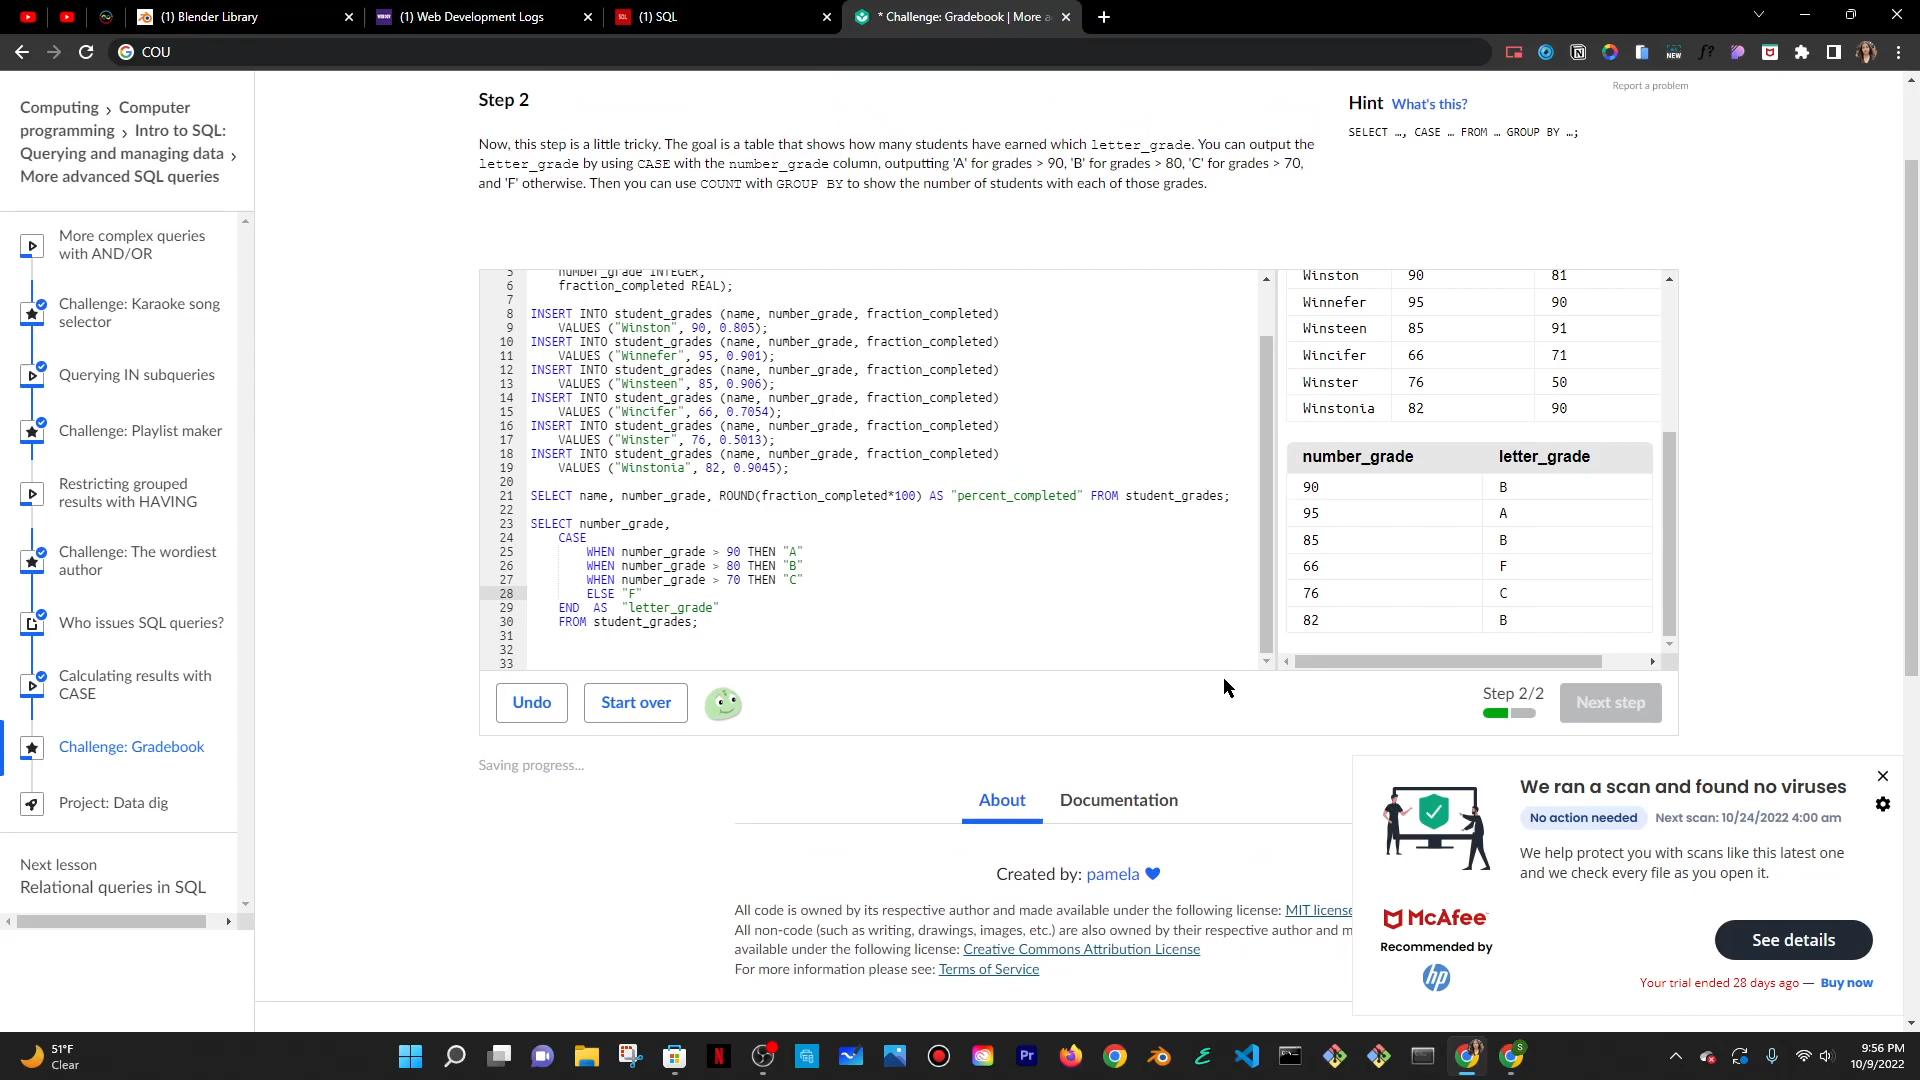 (1) Blender Library
(1) Web Development Logs
(1) SQL
* Challenge: Gradebook | More a
COU
Computing › Computer
programming › Intro to SQL:
Querying and managing data ›
More advanced SQL queries
More complex queries
with AND/OR
Challenge: Karaoke song
selector
Querying IN subqueries
Challenge: Playlist maker
Restricting grouped
results with HAVING
Challenge: The wordiest
author
Who issues SQL queries?
Calculating results with
CASE
Challenge: Gradebook
Project: Data dig
Next lesson
Relational queries in SQL
Report a problem
Step 2
Now, this step is a little tricky. The goal is a table that shows how many students have earned which letter_grade. You can output the
letter_grade by using CASE with the number_grade column, outputting 'A' for grades > 90, 'B' for grades > 80, 'C' for grades > 70,
and 'F' otherwise. Then you can use COUNT with GROUP BY to show the number of students with each of those grades.
Hint What's this?
SELECT …, CASE … FROM … GROUP BY …;
5 number_grade INTEGER,
6 fraction_completed REAL);
7
8 INSERT INTO student_grades (name, number_grade, fraction_completed)
9 VALUES ("Winston", 90, 0.805);
10 INSERT INTO student_grades (name, number_grade, fraction_completed)
11 VALUES ("Winnefer", 95, 0.901);
12 INSERT INTO student_grades (name, number_grade, fraction_completed)
13 VALUES ("Winsteen", 85, 0.906);
14 INSERT INTO student_grades (name, number_grade, fraction_completed)
15 VALUES ("Wincifer", 66, 0.7054);
16 INSERT INTO student_grades (name, number_grade, fraction_completed)
17 VALUES ("Winster", 76, 0.5013);
18 INSERT INTO student_grades (name, number_grade, fraction_completed)
19 VALUES ("Winstonia", 82, 0.9045);
20
21 SELECT name, number_grade, ROUND(fraction_completed*100) AS "percent_completed" FROM student_grades;
22
23 SELECT number_grade,
24 CASE
25 WHEN number_grade > 90 THEN "A"
26 WHEN number_grade > 80 THEN "B"
27 WHEN number_grade > 70 THEN "C"
28 ELSE "F"
29 END AS "letter_grade"
30 FROM student_grades;
31
32
33
Winston 90 81
Winnefer 95 90
Winsteen 85 91
Wincifer 66 71
Winster 76 50
Winstonia 82 90
number_grade letter_grade
90 B
95 A
85 B
66 F
76 C
82 B
Undo
Start over
Step 2/2
Next step
Saving progress...
About
Documentation
Created by: pamela
All code is owned by its respective author and made available under the following license: MIT license
All non-code (such as writing, drawings, images, etc.) are also owned by their respective author and m
available under the following license: Creative Commons Attribution License
For more information please see: Terms of Service
We ran a scan and found no viruses
No action needed Next scan: 10/24/2022 4:00 am
We help protect you with scans like this latest one
and we check every file as you open it.
McAfee
Recommended by
hp
See details
Your trial ended 28 days ago — Buy now
51°F
Clear
9:56 PM
10/9/2022